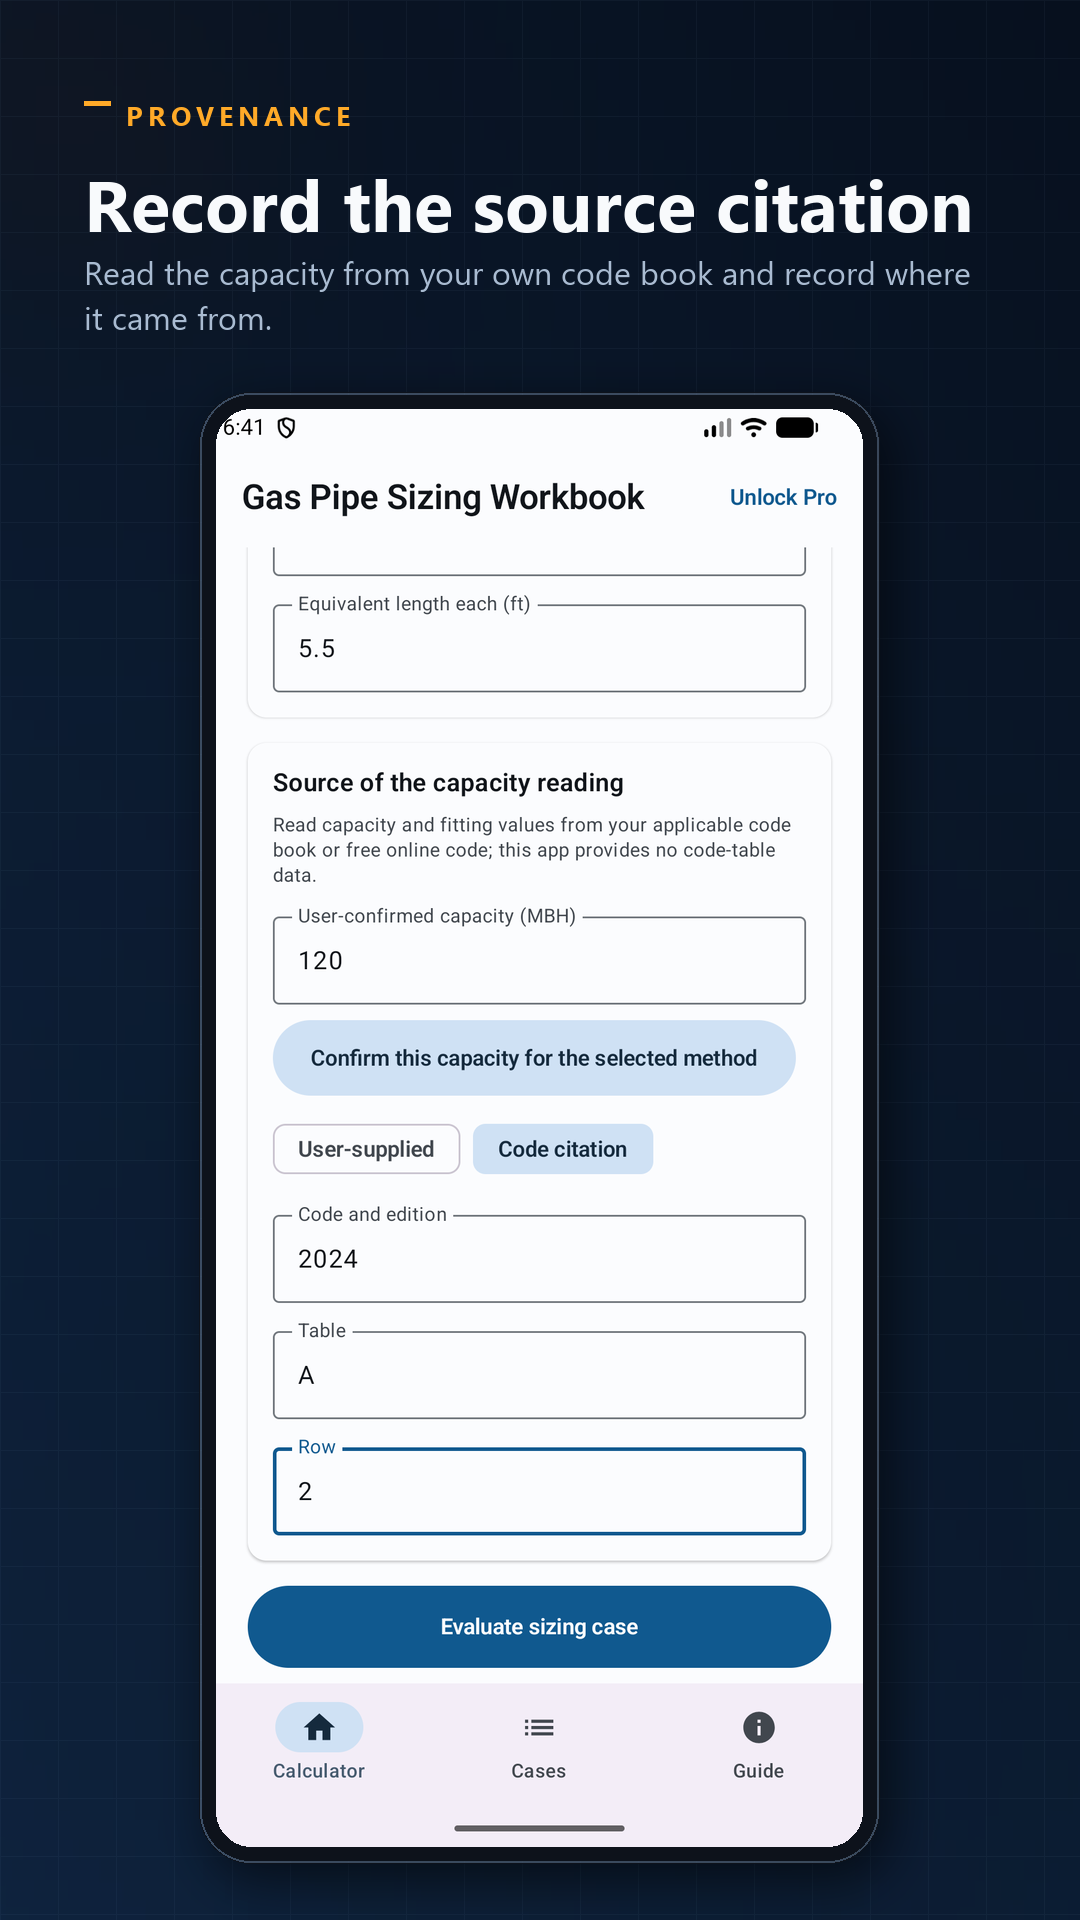 PROVENANCE
Record the source citation
Read the capacity from your own code book and record where
it came from.
6:41
Gas Pipe Sizing Workbook
Unlock Pro
Equivalent length each (ft)
5.5
Source of the capacity reading
Read capacity and fitting values from your applicable code
book or free online code; this app provides no code-table
data.
User-confirmed capacity (MBH)
120
Confirm this capacity for the selected method
User-supplied
Code citation
Code and edition
2024
Table
A
Row
2
Evaluate sizing case
Calculator
Cases
Guide